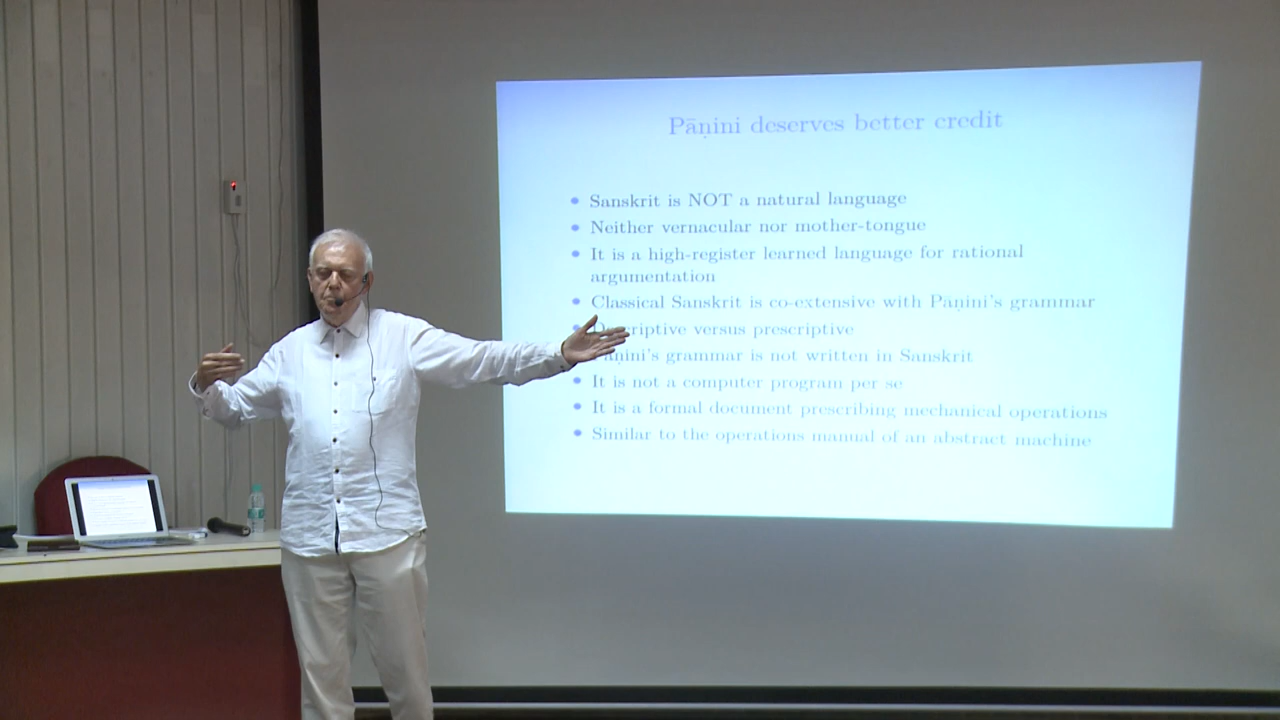 Pāṇini deserves better credit
• Sanskrit is NOT a natural language
• Neither vernacular nor mother-tongue
• It is a high-register learned language for rational
argumentation
• Classical Sanskrit is co-extensive with Pāṇini's grammar
versus prescriptive
grammar is not written in Sanskrit
• It is not a computer program per se
• It is a formal document prescribing mechanical operations
• Similar to the operations manual of an abstract machine